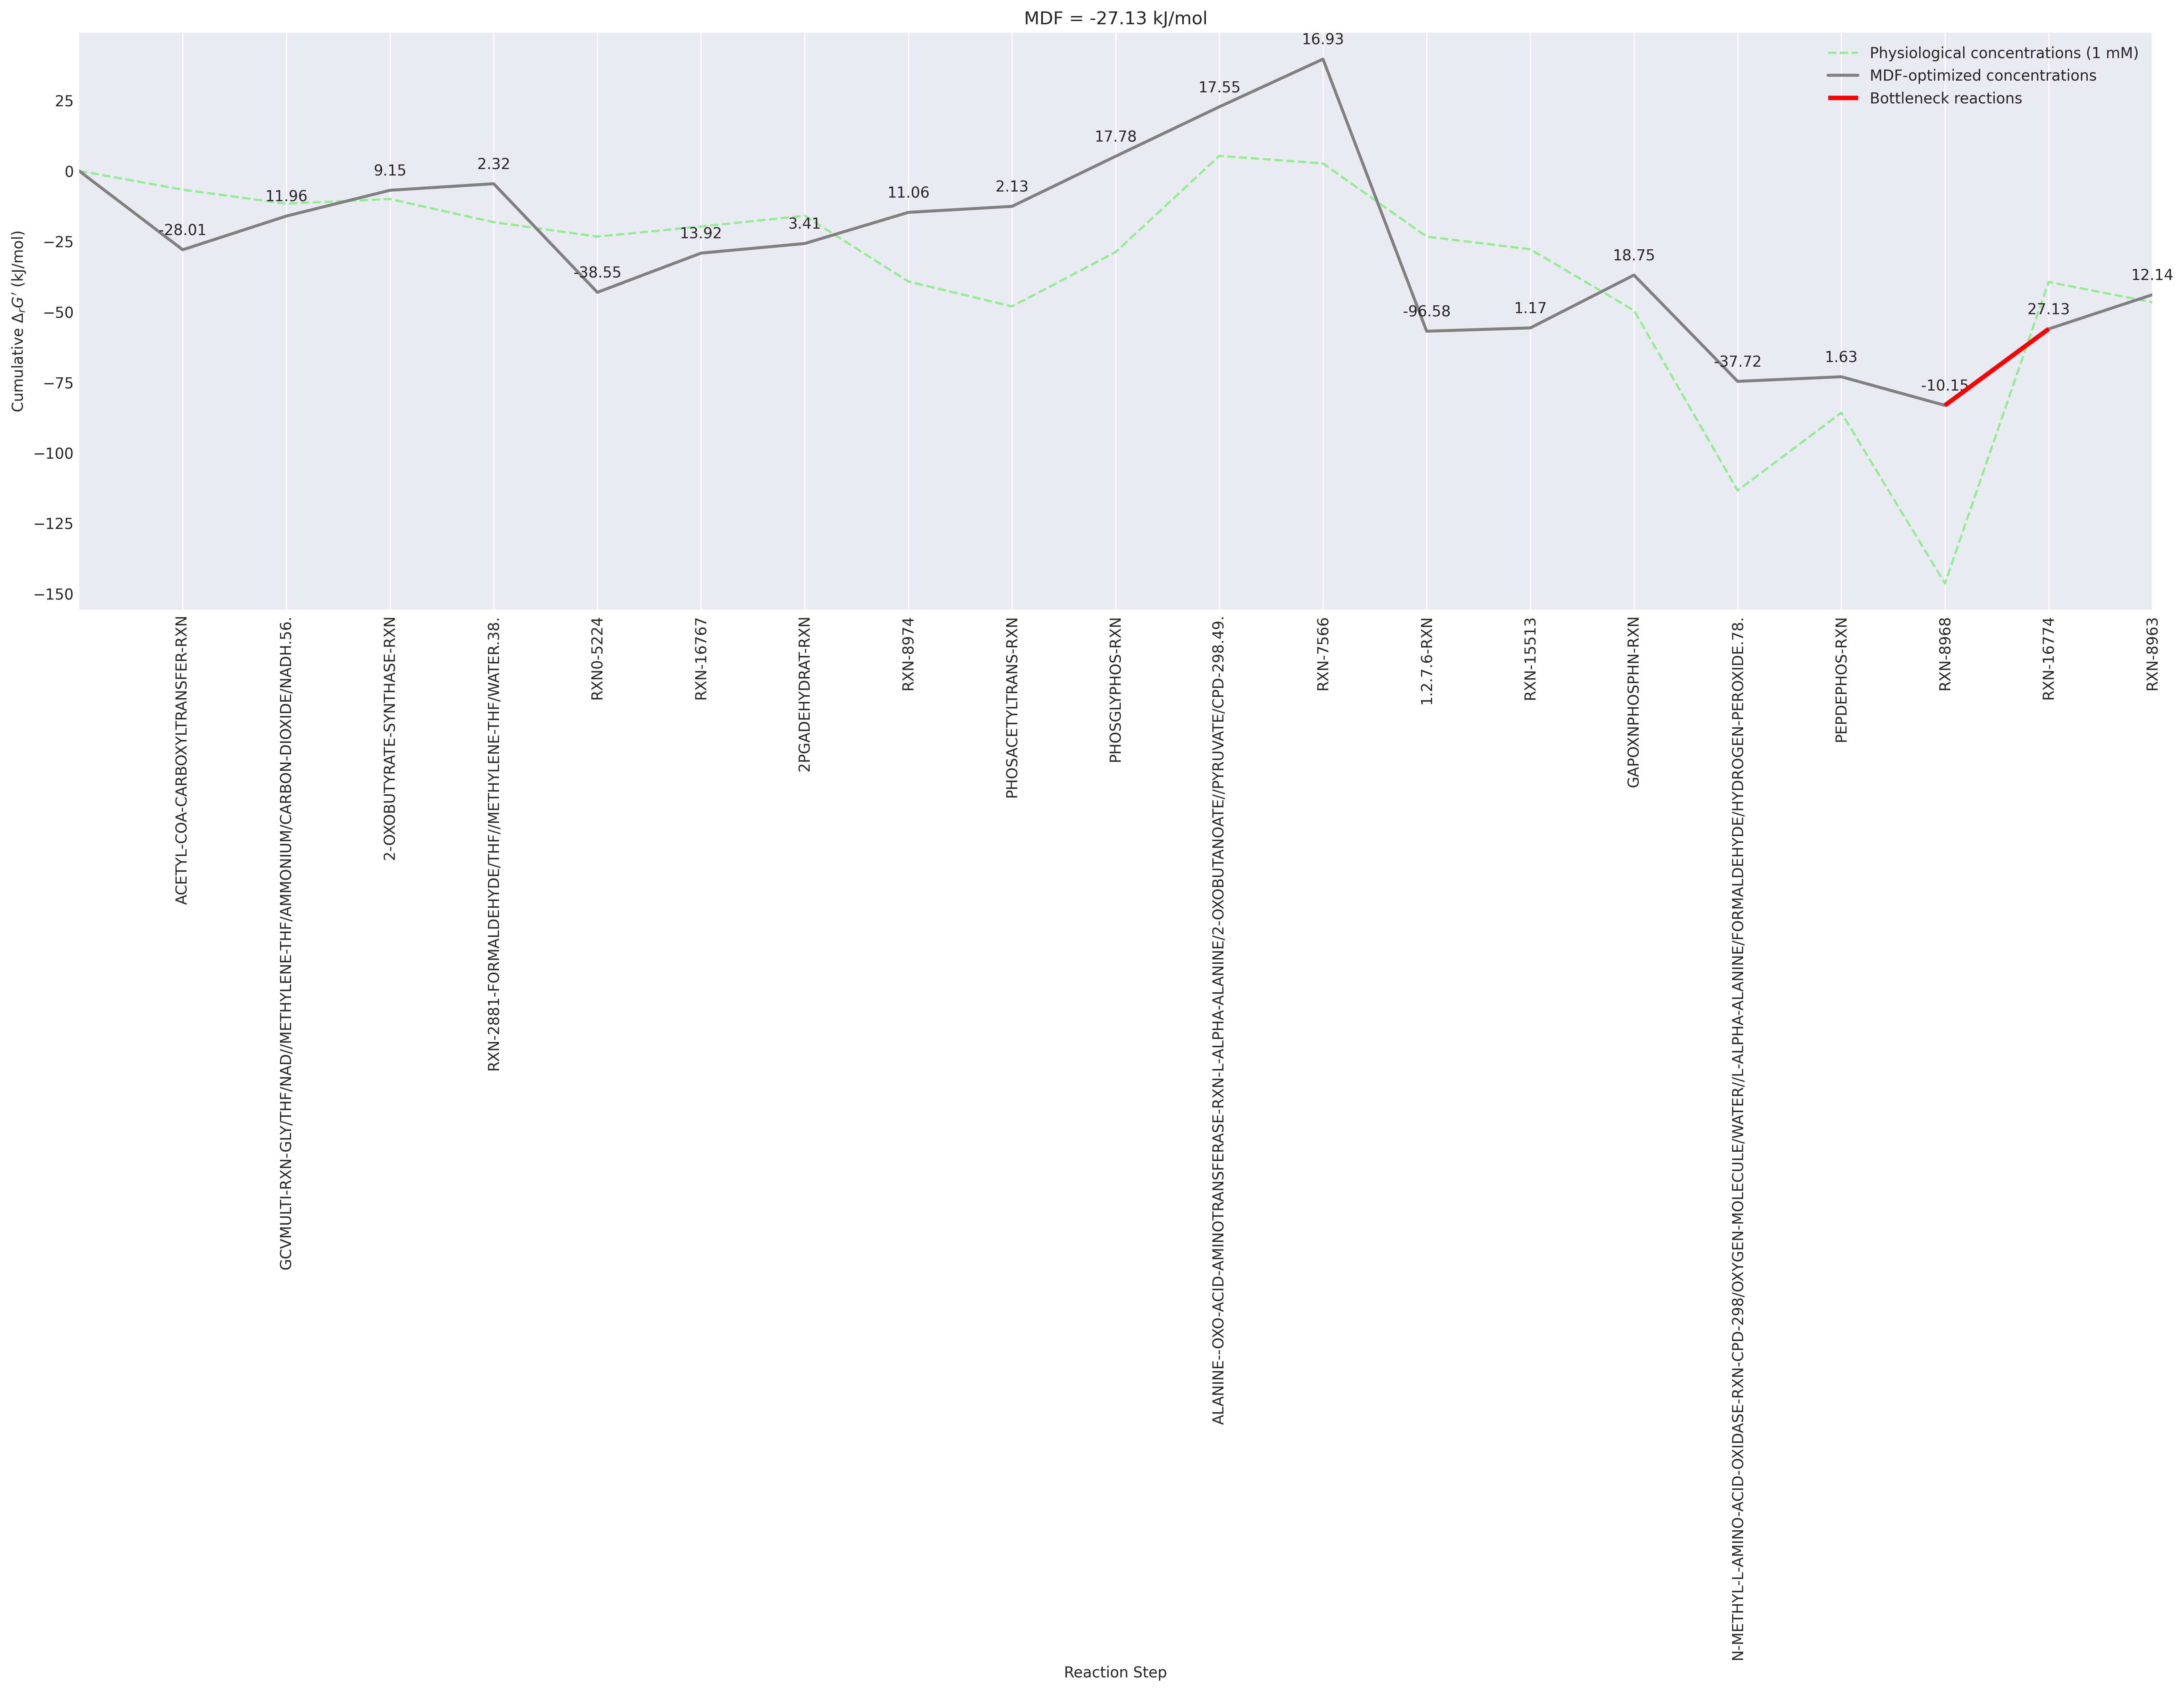 MDF = -27.13 kJ/mol
Physiological concentrations (1 mM)
MDF-optimized concentrations
Bottleneck reactions
Cumulative ΔrG′ (kJ/mol)
25
0
−25
−50
−75
−100
−125
−150
-28.01
11.96
9.15
2.32
-38.55
13.92
3.41
11.06
2.13
17.78
17.55
16.93
-96.58
1.17
18.75
-37.72
1.63
-10.15
27.13
12.14
ACETYL-COA-CARBOXYLTRANSFER-RXN
GCVMULTI-RXN-GLY/THF/NAD//METHYLENE-THF/AMMONIUM/CARBON-DIOXIDE/NADH.56.
2-OXOBUTYRATE-SYNTHASE-RXN
RXN-2881-FORMALDEHYDE/THF//METHYLENE-THF/WATER.38.
RXN0-5224
RXN-16767
2PGADEHYDRAT-RXN
RXN-8974
PHOSACETYLTRANS-RXN
PHOSGLYPHOS-RXN
ALANINE--OXO-ACID-AMINOTRANSFERASE-RXN-L-ALPHA-ALANINE/2-OXOBUTANOATE//PYRUVATE/CPD-298.49.
RXN-7566
1.2.7.6-RXN
RXN-15513
GAPOXNPHOSPHN-RXN
N-METHYL-L-AMINO-ACID-OXIDASE-RXN-CPD-298/OXYGEN-MOLECULE/WATER//L-ALPHA-ALANINE/FORMALDEHYDE/HYDROGEN-PEROXIDE.78.
PEPDEPHOS-RXN
RXN-8968
RXN-16774
RXN-8963
Reaction Step